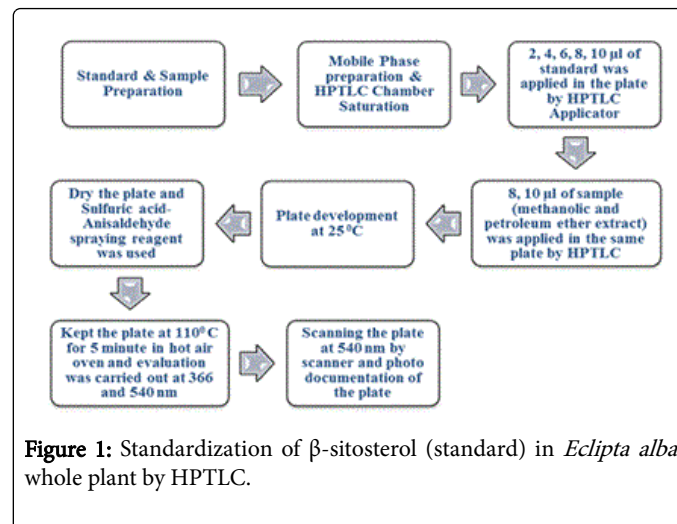 Standard & Sample
Preparation
Mobile Phase
preparation &
HPTLC Chamber
Saturation
2, 4, 6, 8, 10 µl of
standard was
applied in the plate
by HPTLC
Applicator
8, 10 µl of sample
(methanolic and
petroleum ether extract)
was applied in the same
plate by HPTLC
Plate development
at 25⁰C
Dry the plate and
Sulfuric acid-
Anisaldehyde
spraying reagent
was used
Kept the plate at 110⁰ C
for 5 minute in hot air
oven and evaluation
was carried out at 366
and 540 nm
Scanning the plate
at 540 nm by
scanner and photo
documentation of
the plate
Figure 1: Standardization of β-sitosterol (standard) in Eclipta alba
whole plant by HPTLC.